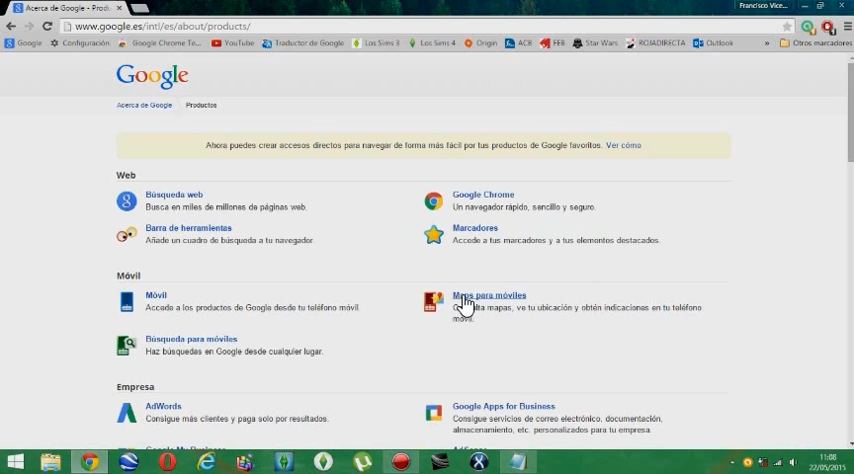 Acerca de Google - Produ
Francisco Vice...
www.google.es/intl/es/about/products/
Google Configuración Google Chrome Te... YouTube Traductor de Google Los Sims 3 Los Sims 4 Origin ACB FEB Star Wars ROJADIRECTA Outlook » Otros marcadores
Google
Acerca de Google Productos
Ahora puedes crear accesos directos para navegar de forma más fácil por tus productos de Google favoritos. Ver cómo
Web
Búsqueda web
Busca en miles de millones de páginas web.
Google Chrome
Un navegador rápido, sencillo y seguro.
Barra de herramientas
Añade un cuadro de búsqueda a tu navegador.
Marcadores
Accede a tus marcadores y a tus elementos destacados.
Móvil
Móvil
Accede a los productos de Google desde tu teléfono móvil
Maps para móviles
mapas, ve tu ubicación y obtén indicaciones en tu teléfono
móvil.
Búsqueda para móviles
Haz búsquedas en Google desde cualquier lugar.
Empresa
AdWords
Consigue más clientes y paga solo por resultados.
Google Apps for Business
Consigue servicios de correo electrónico, documentación,
almacenamiento, etc. personalizados para tu empresa.
11:08
22/05/2015